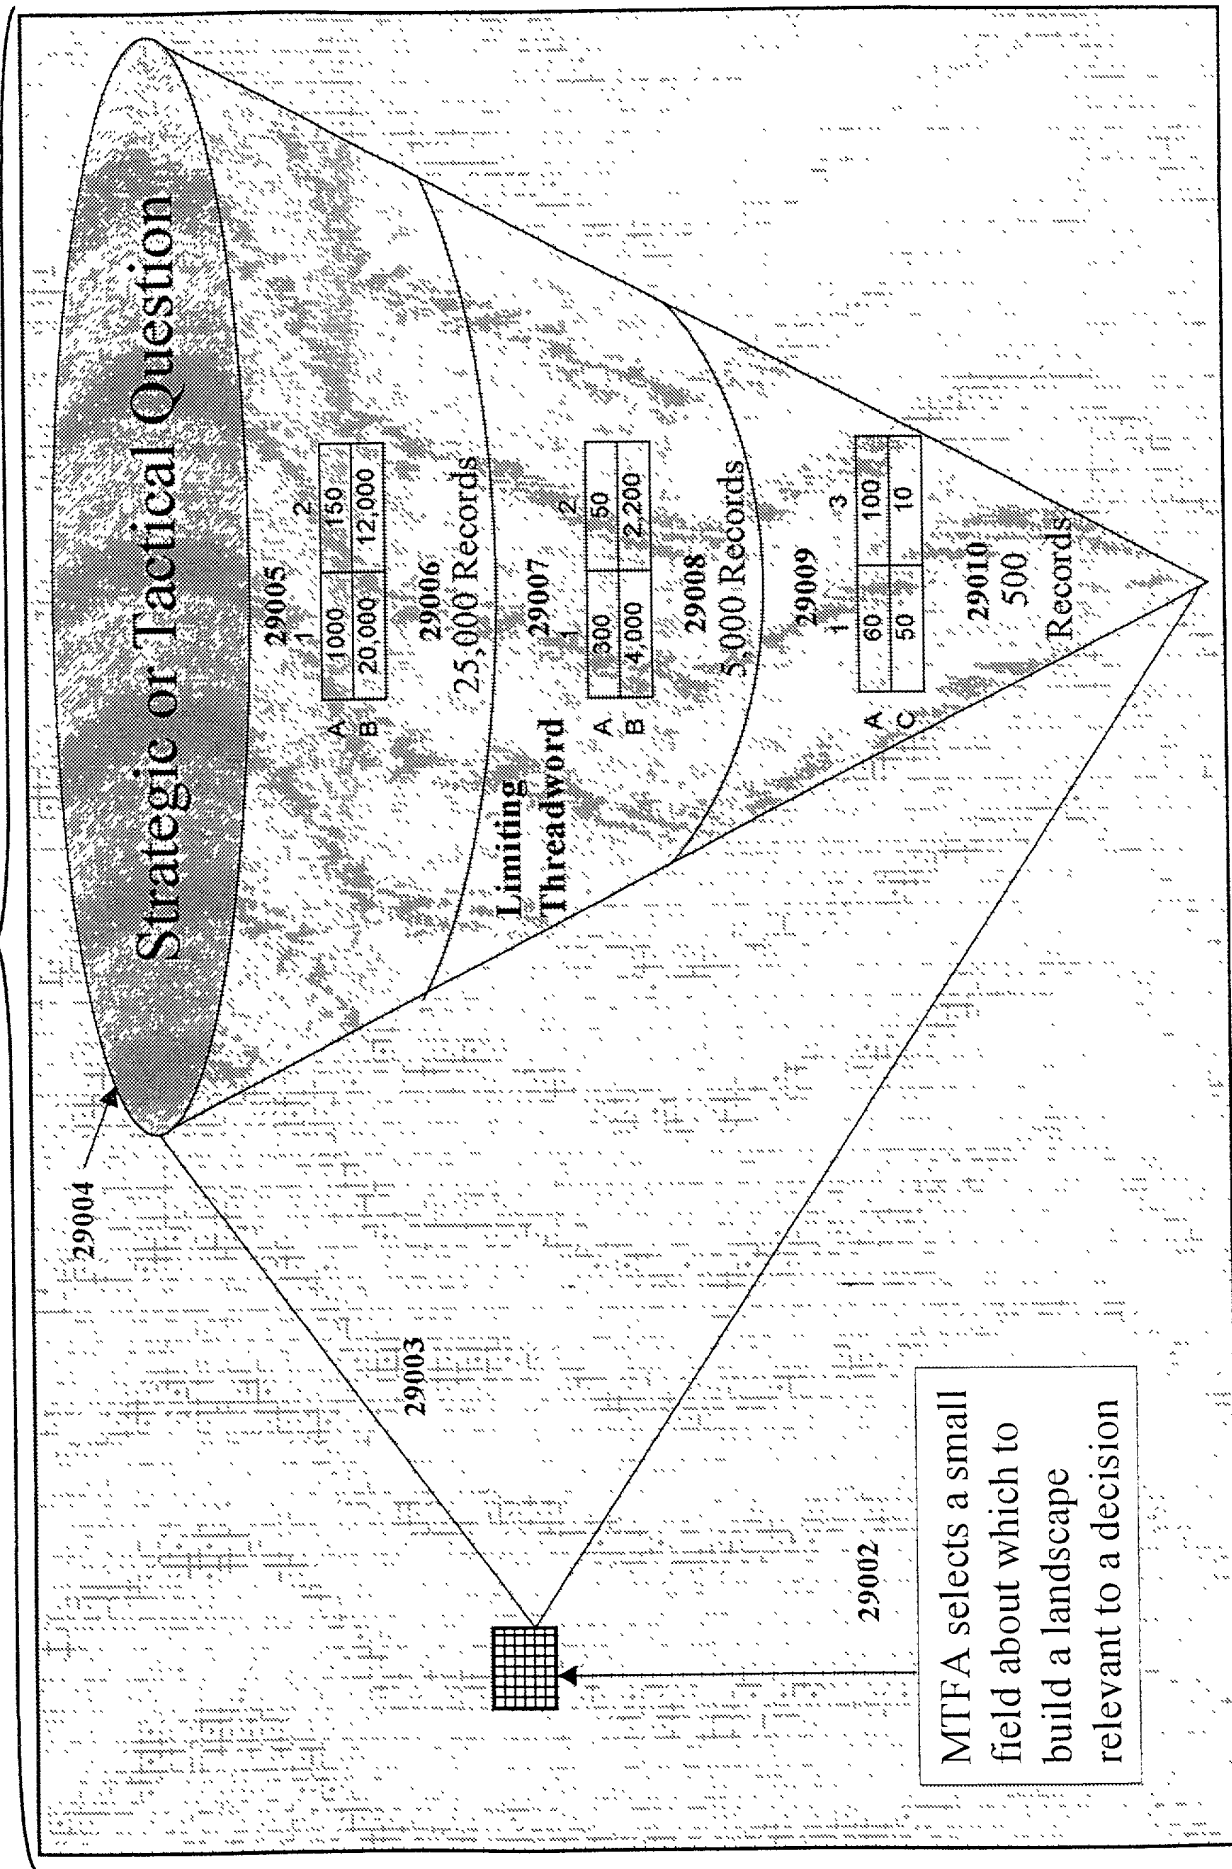 Strategic or Tactical Question
29004
29005
1 2
A 1000 150
B 20,000 12,000
29006
25,000 Records
29003
Limiting
Threadword
29007
1 2
A 300 50
B 4,000 2,200
29008
5,000 Records
29009
1 3
A 60 100
C 50 10
29010
500
Records
29002
MTFA selects a small
field about which to
build a landscape
relevant to a decision